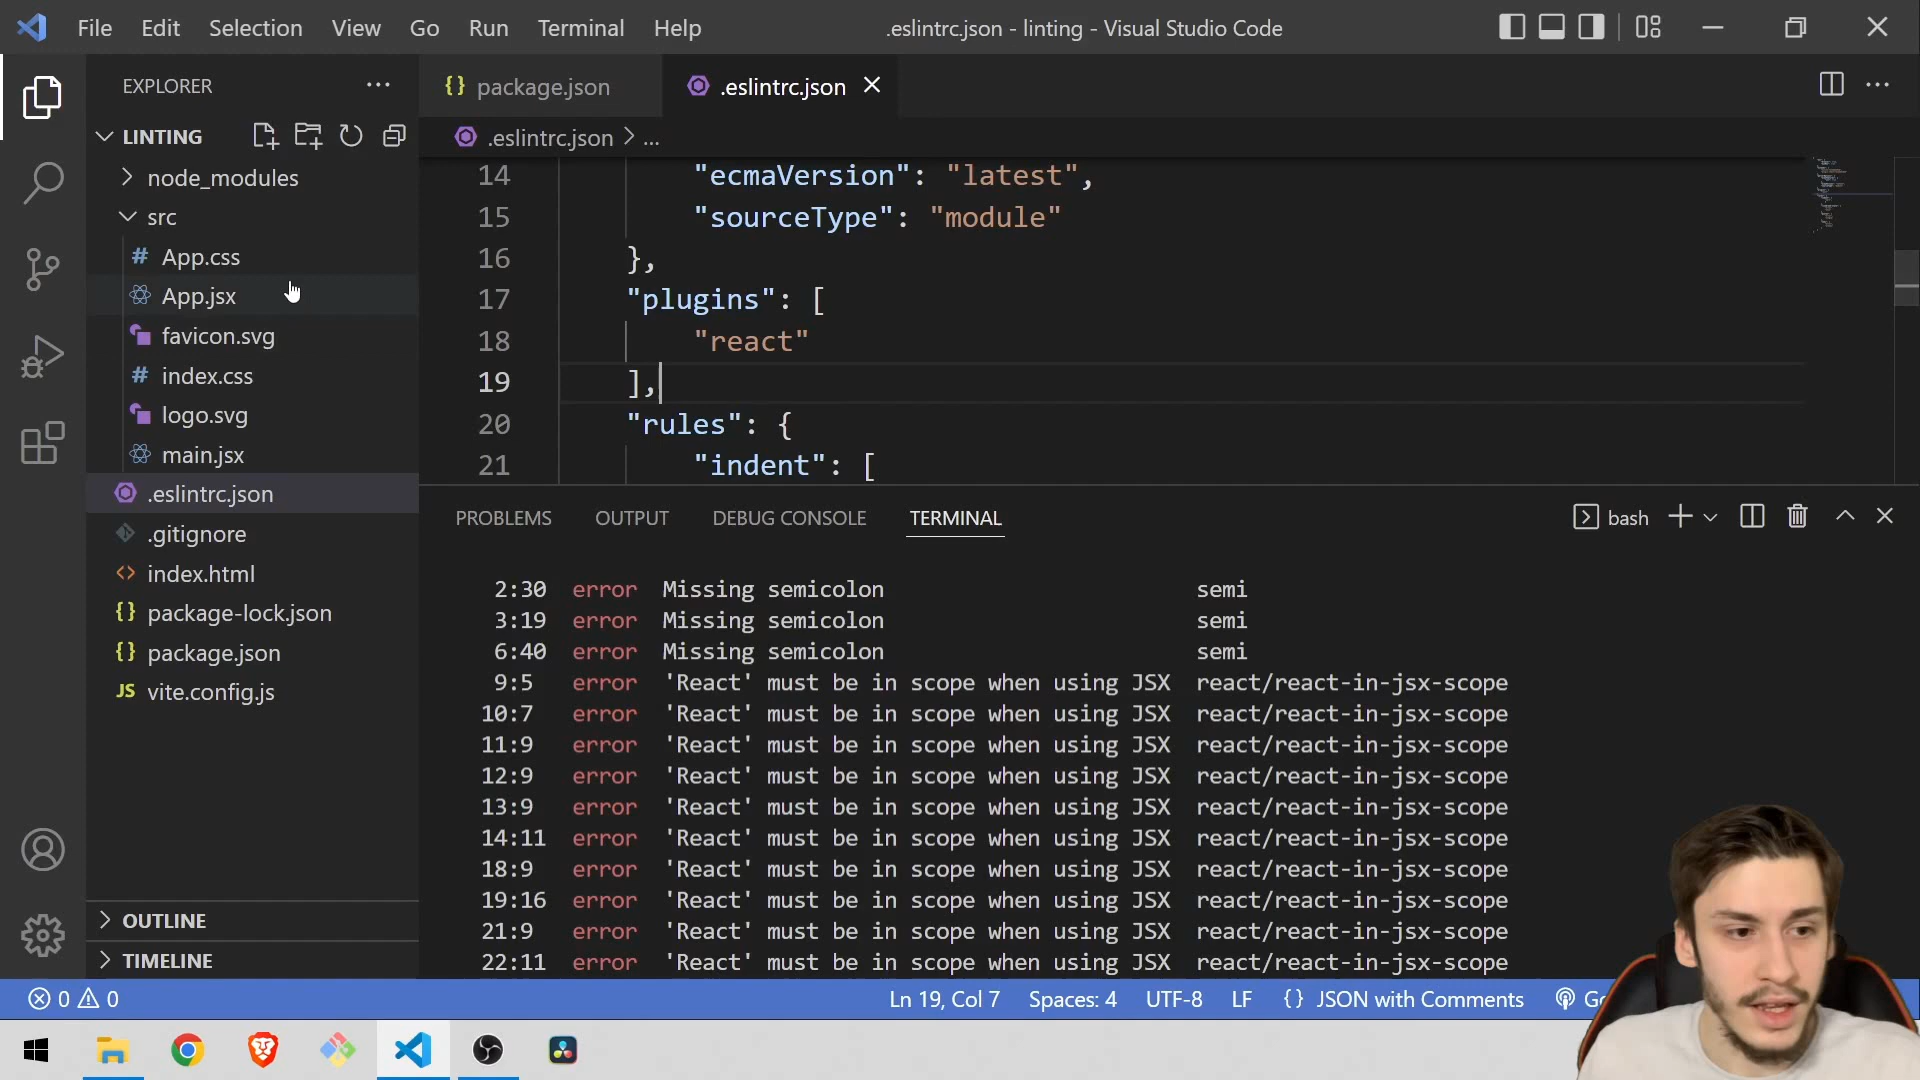 File Edit Selection View Go Run Terminal Help
.eslintrc.json - linting - Visual Studio Code
EXPLORER
LINTING
node_modules
src
# App.css
App.jsx
favicon.svg
# index.css
logo.svg
main.jsx
.eslintrc.json
.gitignore
<> index.html
{} package-lock.json
{} package.json
JS vite.config.js
OUTLINE
TIMELINE
{} package.json
.eslintrc.json
.eslintrc.json > ...
14 "ecmaVersion": "latest",
15 "sourceType": "module"
16 },
17 "plugins": [
18 "react"
19 ],
20 "rules": {
21 "indent": [
PROBLEMS OUTPUT DEBUG CONSOLE TERMINAL
bash
2:30 error Missing semicolon semi
3:19 error Missing semicolon semi
6:40 error Missing semicolon semi
9:5 error 'React' must be in scope when using JSX react/react-in-jsx-scope
10:7 error 'React' must be in scope when using JSX react/react-in-jsx-scope
11:9 error 'React' must be in scope when using JSX react/react-in-jsx-scope
12:9 error 'React' must be in scope when using JSX react/react-in-jsx-scope
13:9 error 'React' must be in scope when using JSX react/react-in-jsx-scope
14:11 error 'React' must be in scope when using JSX react/react-in-jsx-scope
18:9 error 'React' must be in scope when using JSX react/react-in-jsx-scope
19:16 error 'React' must be in scope when using JSX react/react-in-jsx-scope
21:9 error 'React' must be in scope when using JSX react/react-in-jsx-scope
22:11 error 'React' must be in scope when using JSX react/react-in-jsx-scope
0 0
Ln 19, Col 7 Spaces: 4 UTF-8 LF {} JSON with Comments